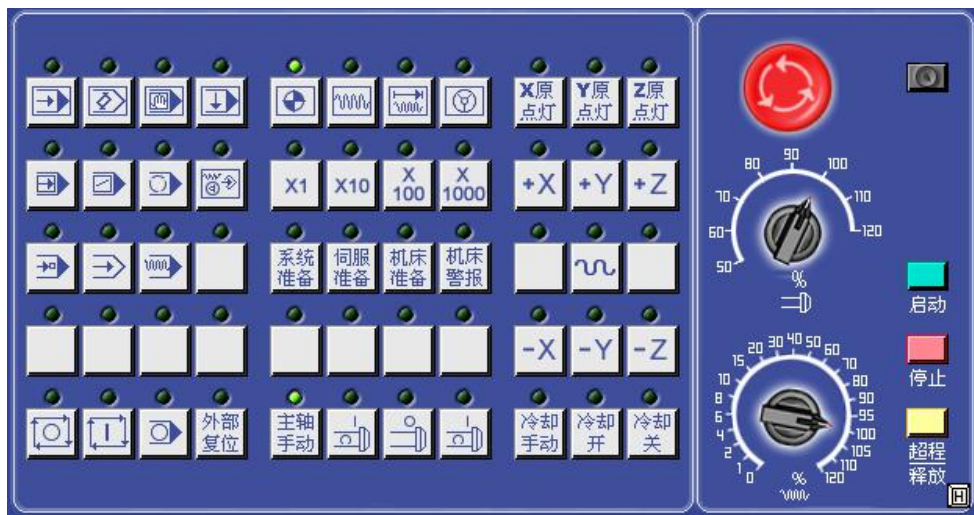 X原
点灯
Y原
点灯
Z原
点灯
X1
X10
X
100
X
1000
+X
+Y
+Z
系统
准备
伺服
准备
机床
准备
机床
警报
-X
-Y
-Z
外部
复位
主轴
手动
冷却
手动
冷却
开
冷却
关
50
60
70
80
90
100
110
120
%
启动
停止
超程
释放
0
1
2
4
6
8
10
15
20
30
40
50
60
70
80
90
95
100
105
110
120
%
H